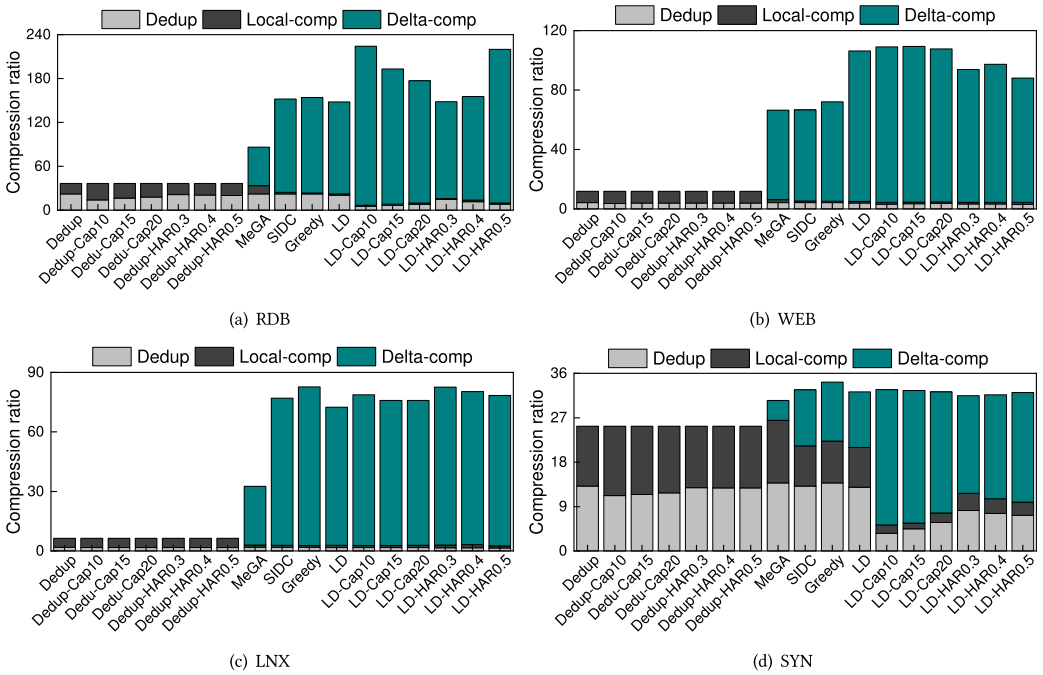 Dedup Local-comp Delta-comp
Compression ratio
240
180
120
60
0
Dedup
Dedup-Cap10
Dedu-Cap15
Dedu-Cap20
Dedup-HAR0.3
Dedup-HAR0.4
Dedup-HAR0.5
MeGA
SIDC
Greedy
LD
LD-Cap10
LD-Cap15
LD-Cap20
LD-HAR0.3
LD-HAR0.4
LD-HAR0.5
(a) RDB
Dedup Local-comp Delta-comp
Compression ratio
120
80
40
0
Dedup
Dedup-Cap10
Dedu-Cap15
Dedu-Cap20
Dedup-HAR0.3
Dedup-HAR0.4
Dedup-HAR0.5
MeGA
SIDC
Greedy
LD
LD-Cap10
LD-Cap15
LD-Cap20
LD-HAR0.3
LD-HAR0.4
LD-HAR0.5
(b) WEB
Dedup Local-comp Delta-comp
Compression ratio
90
60
30
0
Dedup
Dedup-Cap10
Dedu-Cap15
Dedu-Cap20
Dedup-HAR0.3
Dedup-HAR0.4
Dedup-HAR0.5
MeGA
SIDC
Greedy
LD
LD-Cap10
LD-Cap15
LD-Cap20
LD-HAR0.3
LD-HAR0.4
LD-HAR0.5
(c) LNX
Dedup Local-comp Delta-comp
Compression ratio
36
27
18
9
0
Dedup
Dedup-Cap10
Dedu-Cap15
Dedu-Cap20
Dedup-HAR0.3
Dedup-HAR0.4
Dedup-HAR0.5
MeGA
SIDC
Greedy
LD
LD-Cap10
LD-Cap15
LD-Cap20
LD-HAR0.3
LD-HAR0.4
LD-HAR0.5
(d) SYN